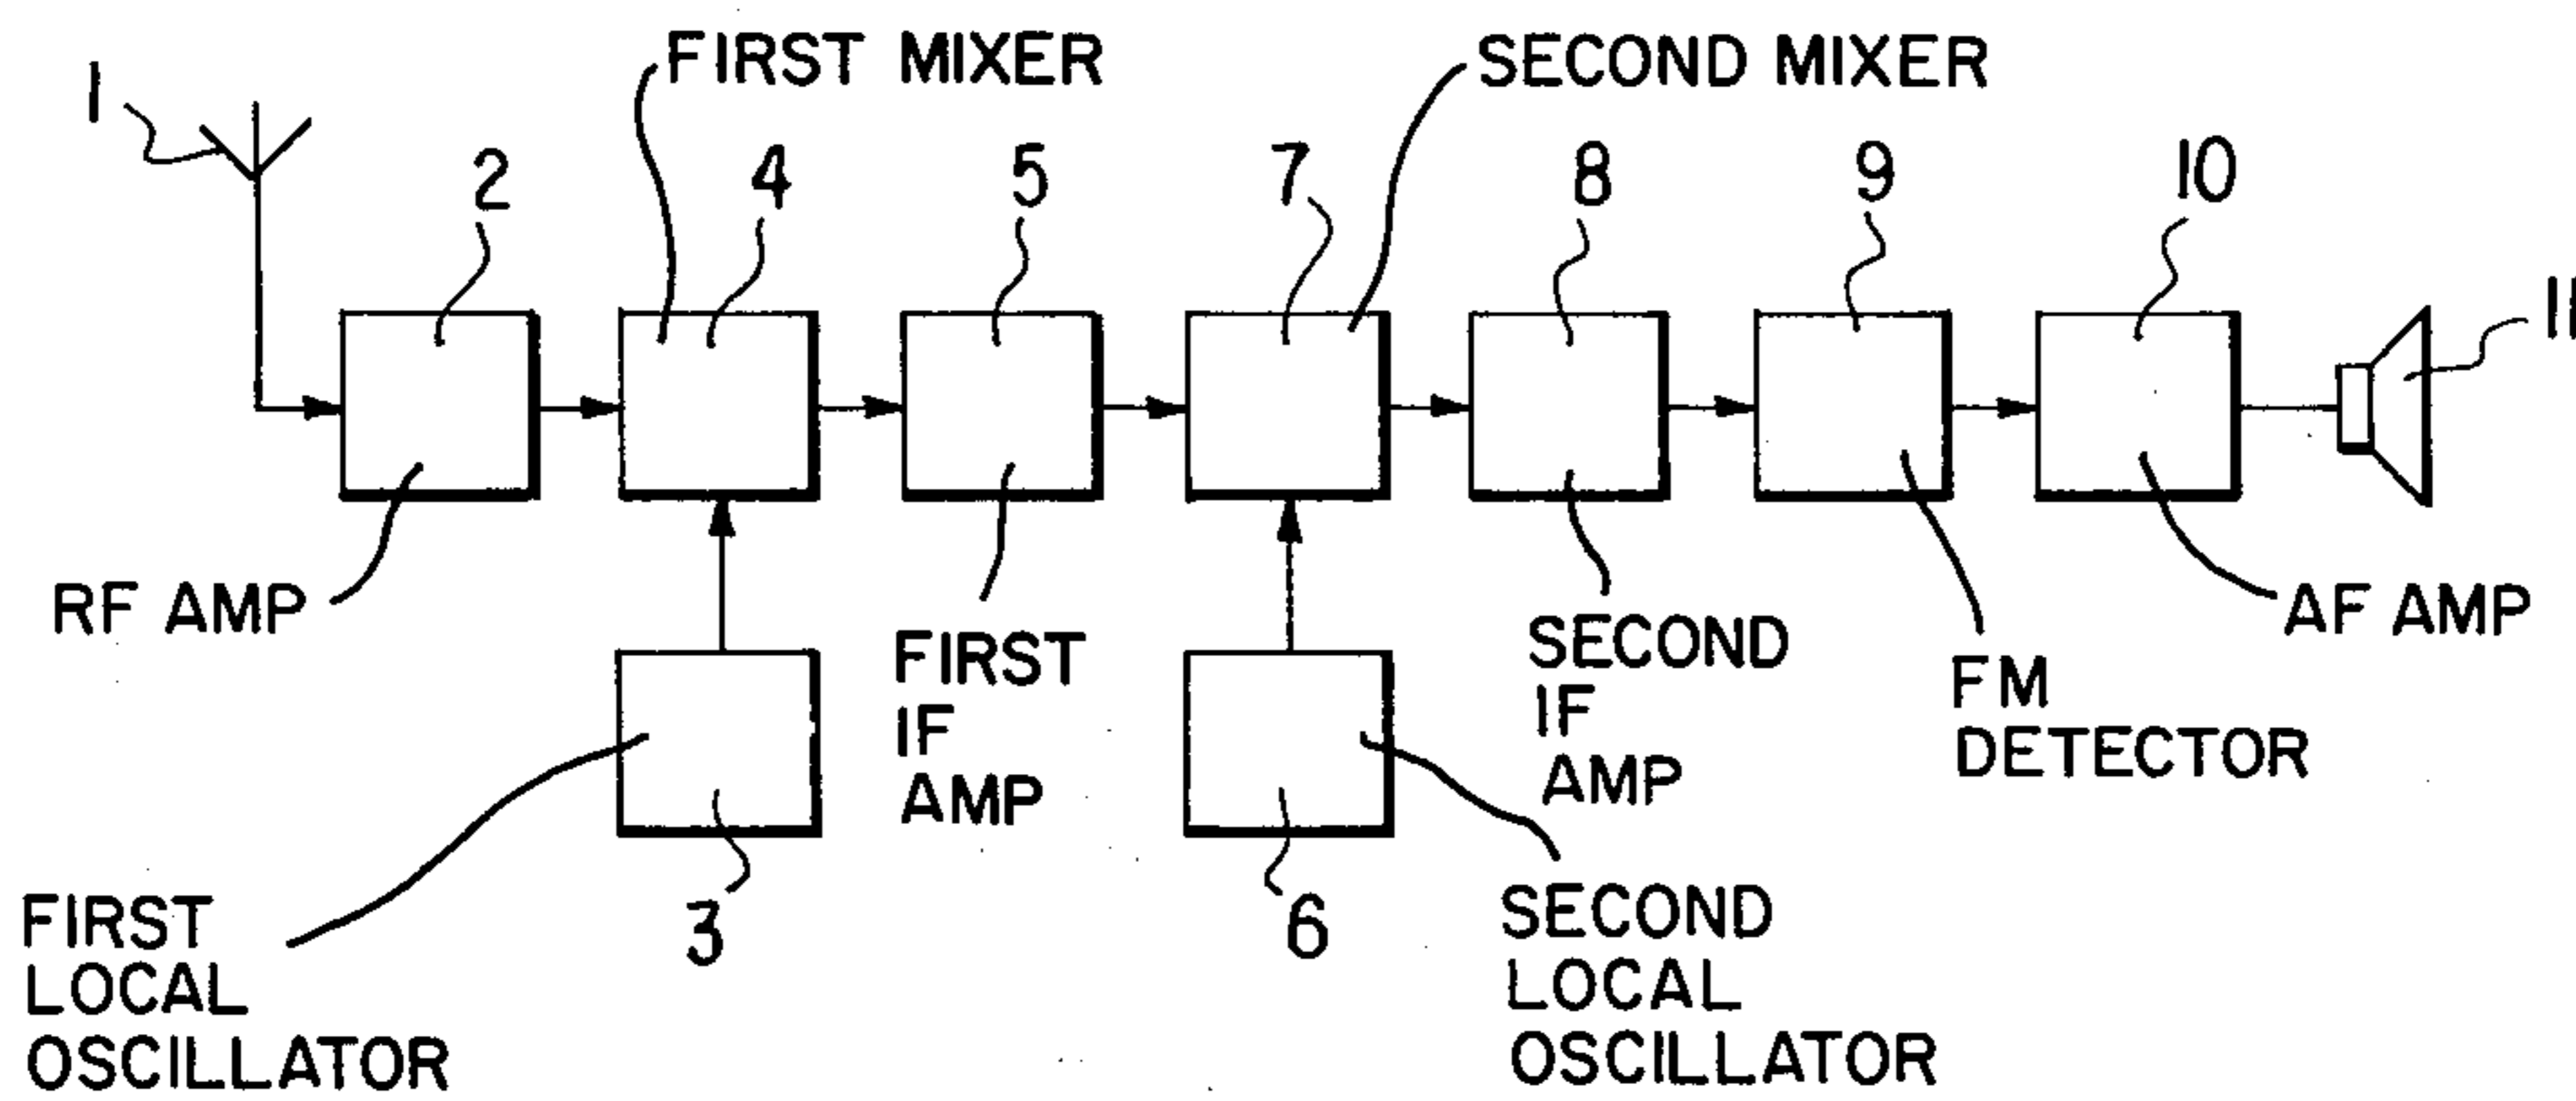 FIRST MIXER
SECOND MIXER
1
2
4
5
7
8
9
10
11
RF AMP
FIRST
IF
AMP
SECOND
IF
AMP
FM
DETECTOR
AF AMP
FIRST
LOCAL
OSCILLATOR
3
6
SECOND
LOCAL
OSCILLATOR